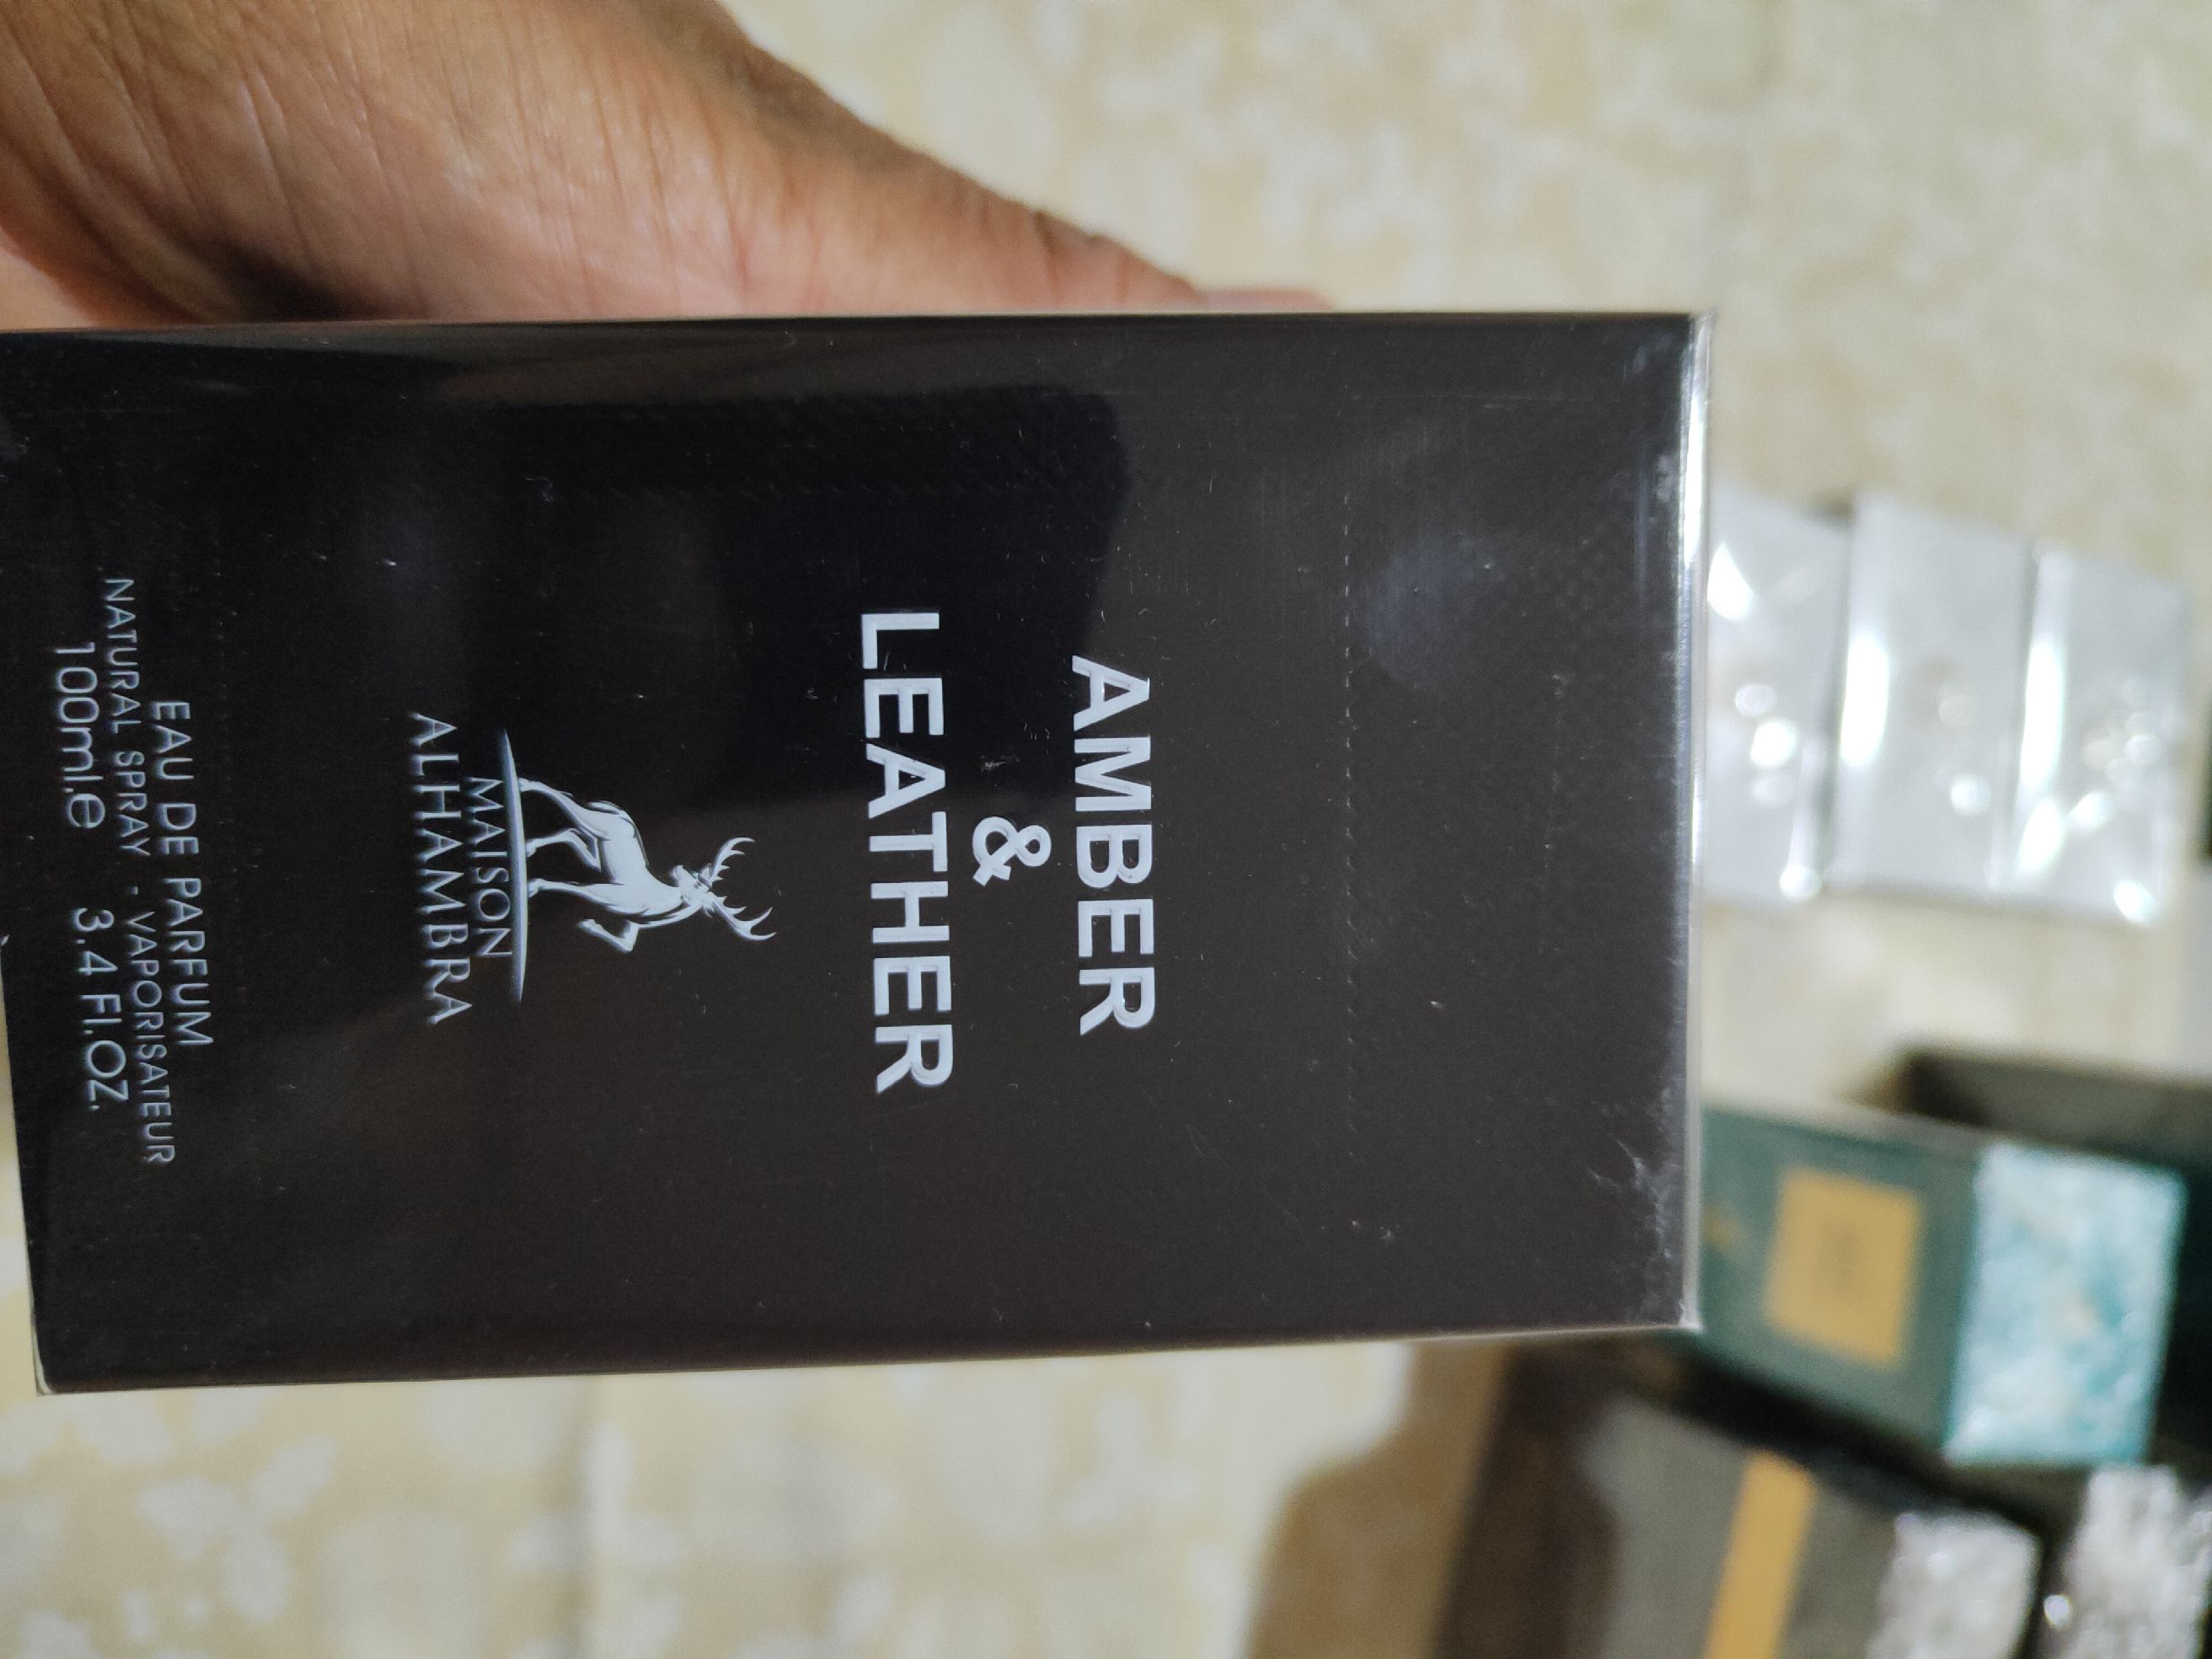 AMBER
&
LEATHER
MAISON
ALHAMBRA
EAU DE PARFUM
NATURAL SPRAY - VAPORISATEUR
100ml.e 3.4 Fl.OZ.